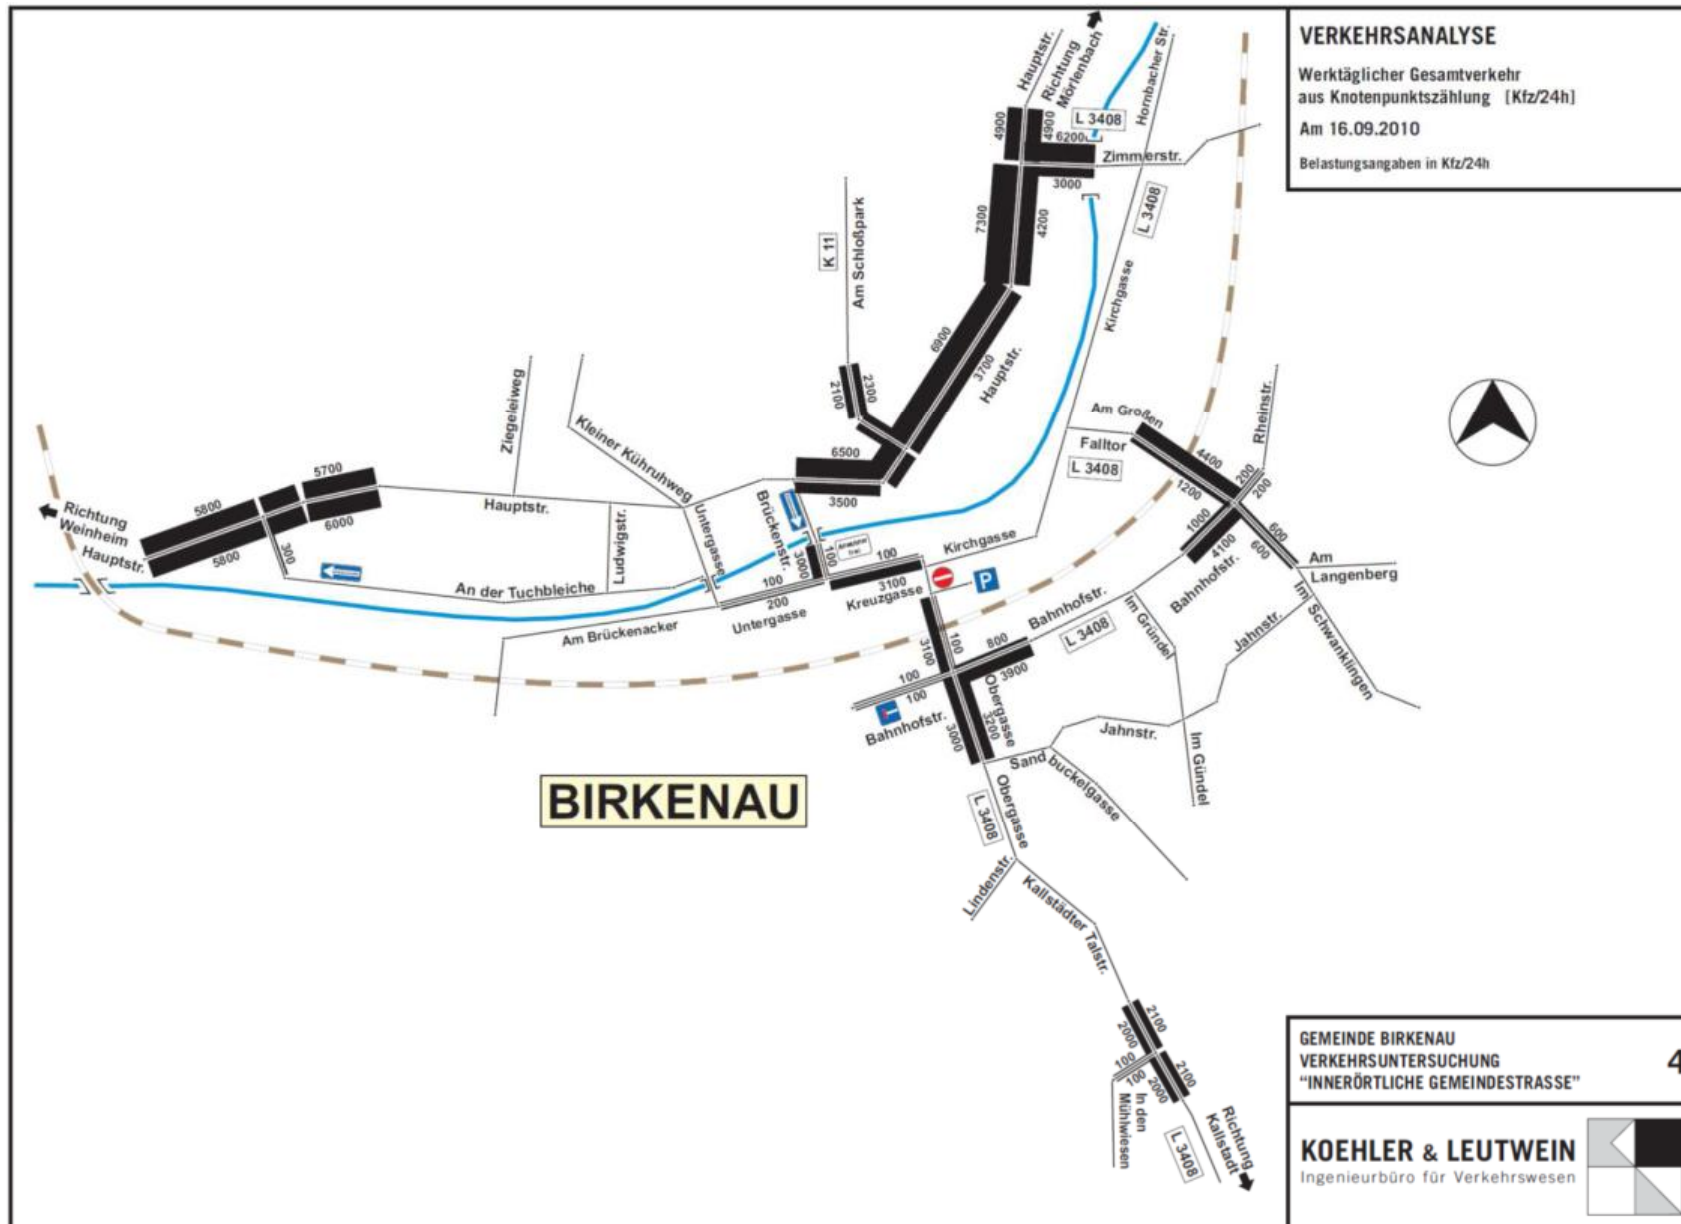 VERKEHRSANALYSE
Werktäglicher Gesamtverkehr
aus Knotenpunktszählung [Kfz/24h]
Am 16.09.2010
Belastungsangaben in Kfz/24h
Hauptstr.
Richtung
Mörlenbach
Hornbacher Str.
L 3408
4900
4900
6200
Zimmerstr.
3000
7300
4200
L 3408
K 11
Am Schloßpark
Kirchgasse
6900
3700
Hauptstr.
2100
2300
Ziegeleiweg
Kleiner Kühruhweg
Am Großen
Falltor
L 3408
Rheinstr.
4400
1200
200
200
1000
4100
600
600
Bahnhofstr.
Am
Langenberg
Im Schwanklingen
6500
3500
5700
6000
5800
5800
Richtung
Weinheim
Hauptstr.
300
Hauptstr.
Ludwigstr.
Untergasse
Brückenstr.
3000
100
An der Tuchbleiche
100
200
Untergasse
100
3100
Kreuzgasse
Kirchgasse
P
Am Brückenacker
3100
100
800
3900
Bahnhofstr.
L 3408
Im Gründel
Jahnstr.
100
100
Bahnhofstr.
Obergasse
3000
3200
Jahnstr.
Im Gündel
Sandbuckelgasse
BIRKENAU
L 3408
Obergasse
Lindenstr.
Kallstädter Talstr.
2000
2100
100
100
2000
2100
In den
Mühlwiesen
L 3408
Richtung
Kallstadt
GEMEINDE BIRKENAU
VERKEHRSUNTERSUCHUNG
“INNERÖRTLICHE GEMEINDESTRASSE”
4
KOEHLER & LEUTWEIN
Ingenieurbüro für Verkehrswesen